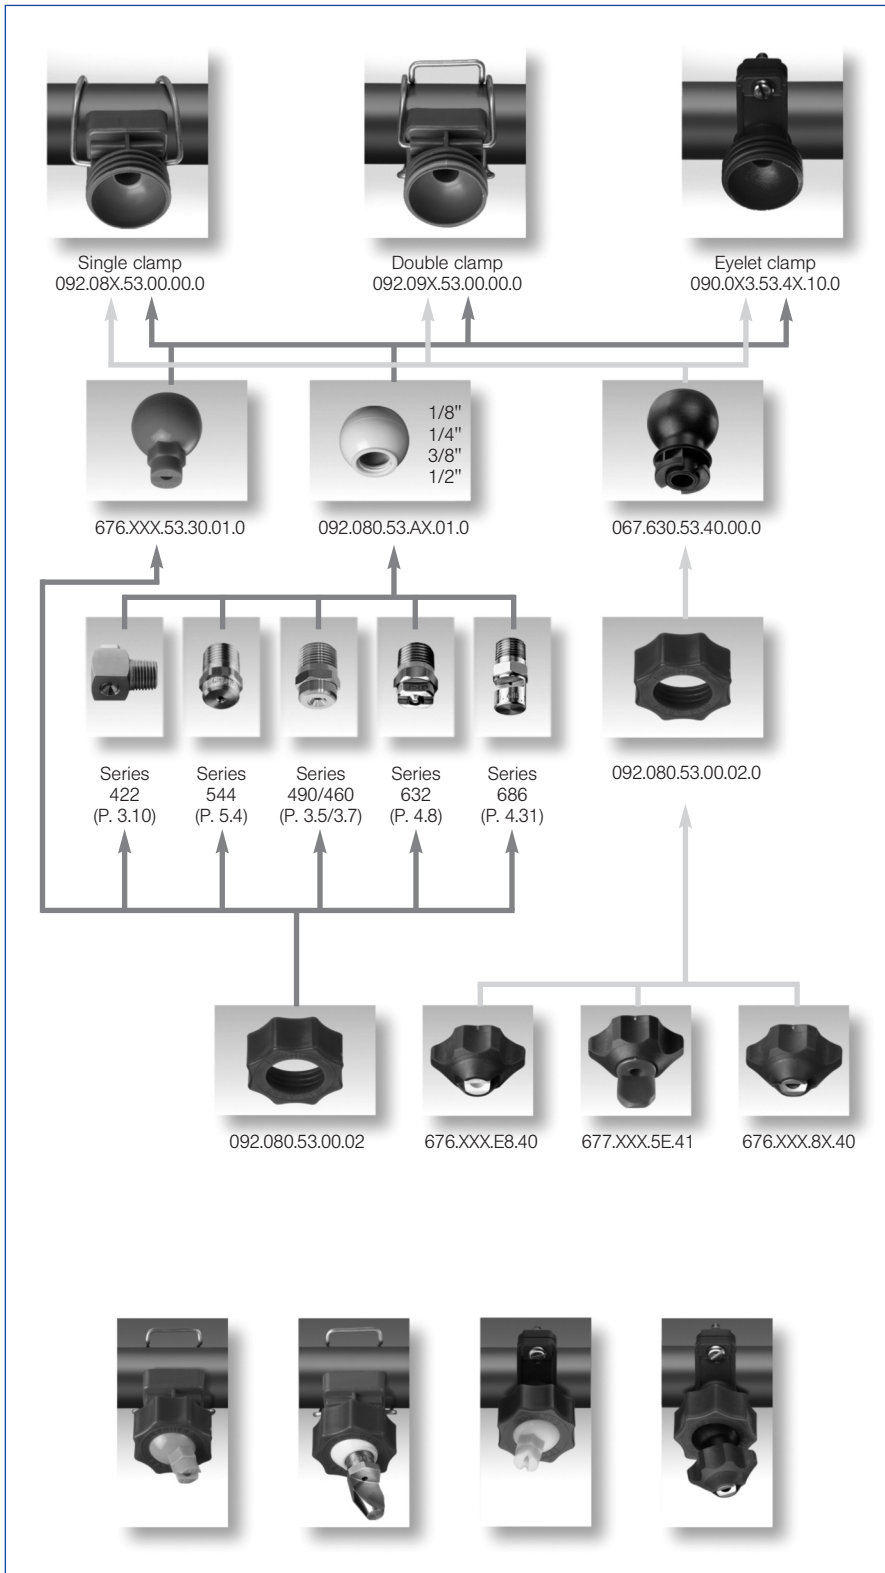 Single clamp
092.08X.53.00.00.0
Double clamp
092.09X.53.00.00.0
Eyelet clamp
090.0X3.53.4X.10.0
1/8"
1/4"
3/8"
1/2"
676.XXX.53.30.01.0
092.080.53.AX.01.0
067.630.53.40.00.0
Series
422
(P. 3.10)
Series
544
(P. 5.4)
Series
490/460
(P. 3.5/3.7)
Series
632
(P. 4.8)
Series
686
(P. 4.31)
092.080.53.00.02.0
092.080.53.00.02
676.XXX.E8.40
677.XXX.5E.41
676.XXX.8X.40